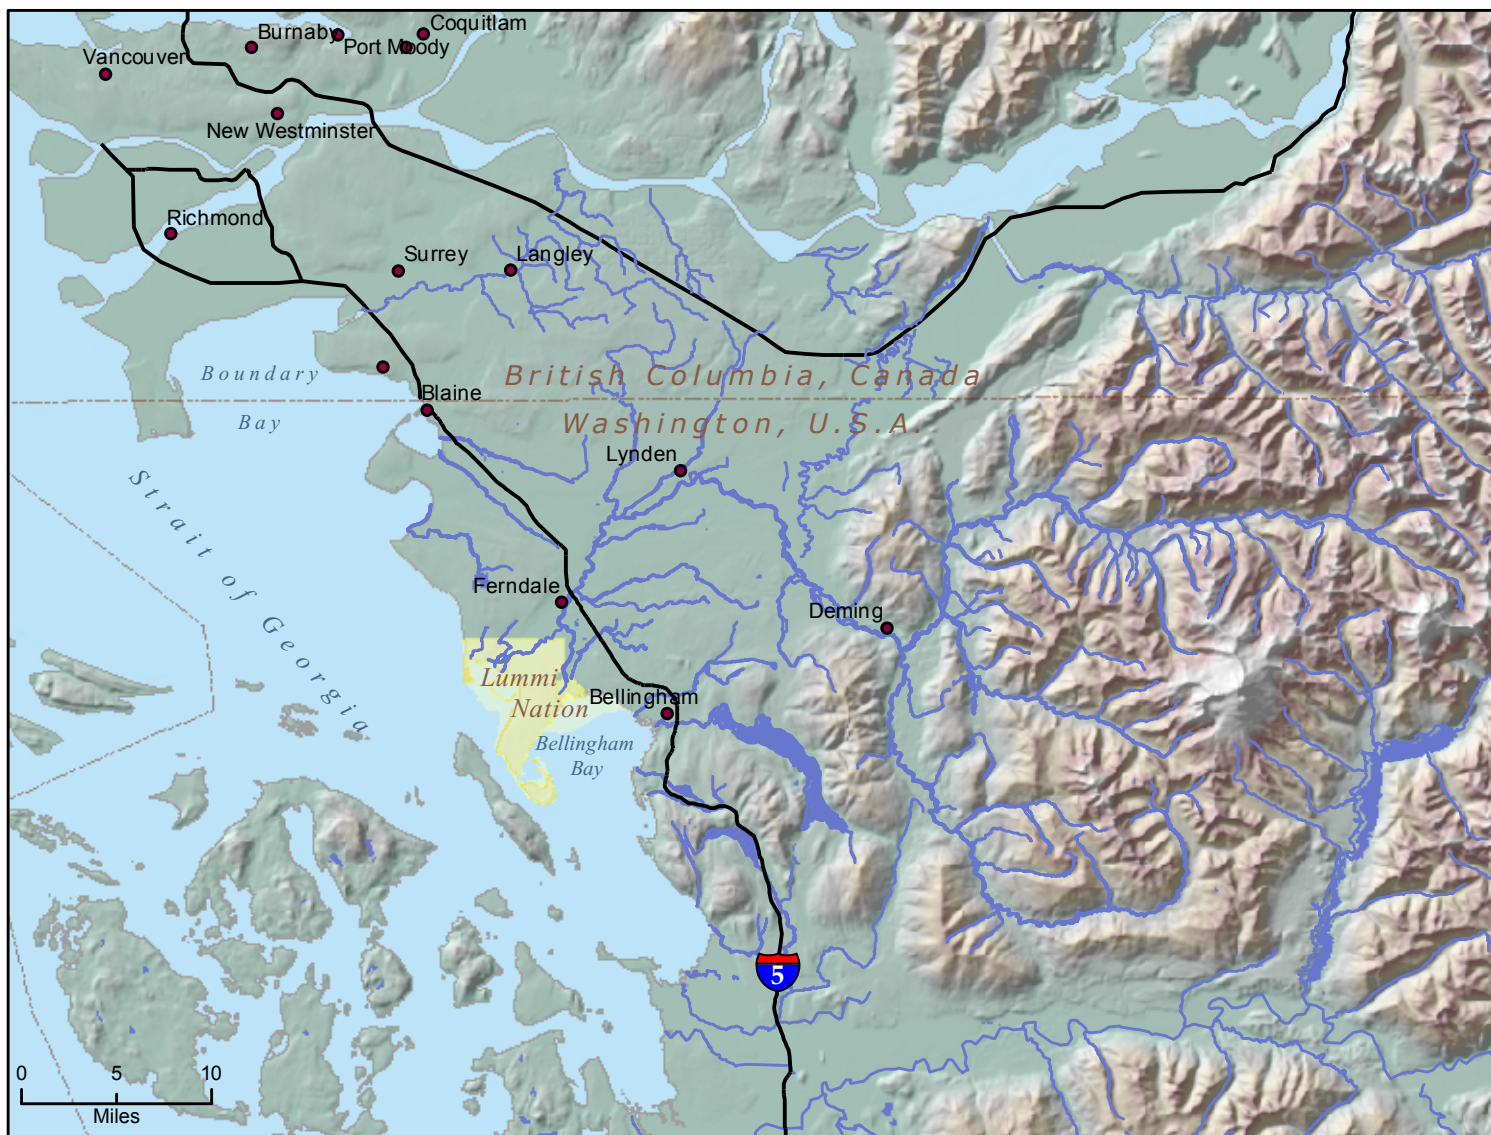 Coquitlam
Burnaby
Port Moody
Vancouver
New Westminster
Richmond
Surrey
Langley
Boundary
Bay
British Columbia, Canada
Blaine
Washington, U.S.A.
Lynden
Strait of Georgia
Ferndale
Deming
Lummi
Nation
Bellingham
Bellingham
Bay
5
0 5 10
Miles